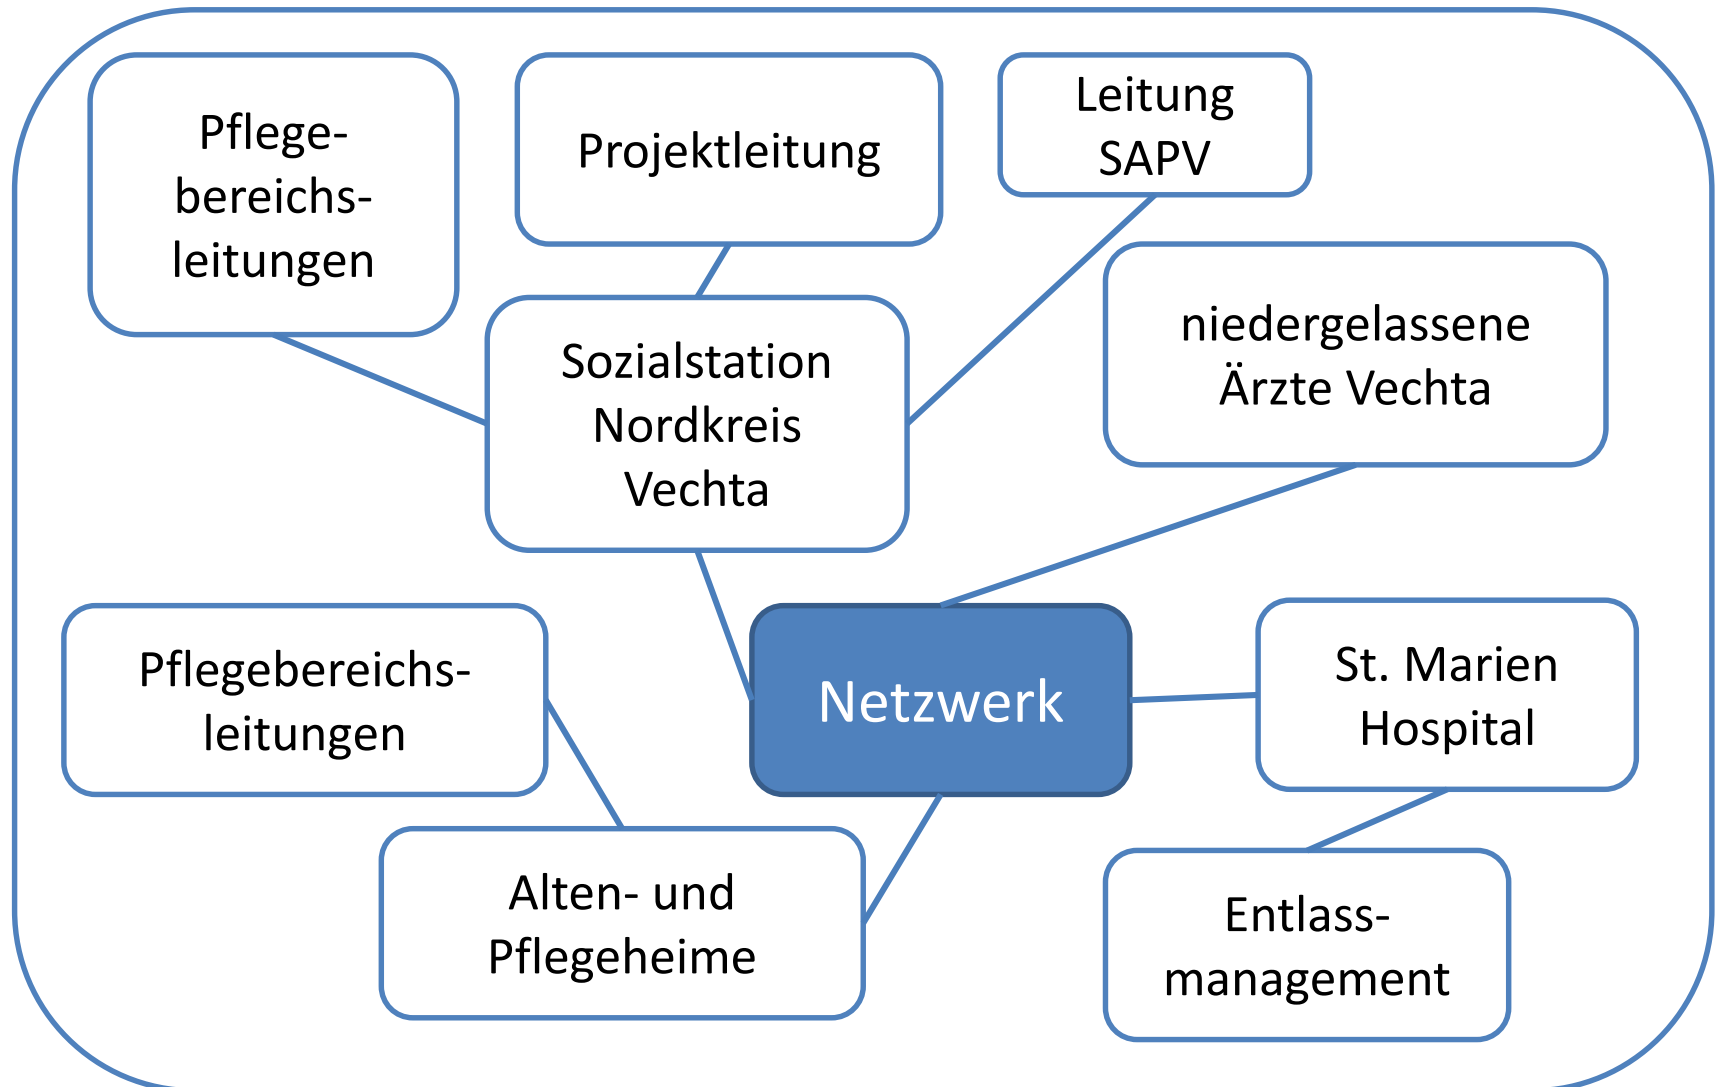 Pflege-
bereichs-
leitungen
Projektleitung
Leitung
SAPV
niedergelassene
Ärzte Vechta
Sozialstation
Nordkreis
Vechta
Pflegebereichs-
leitungen
Netzwerk
St. Marien
Hospital
Alten- und
Pflegeheime
Entlass-
management